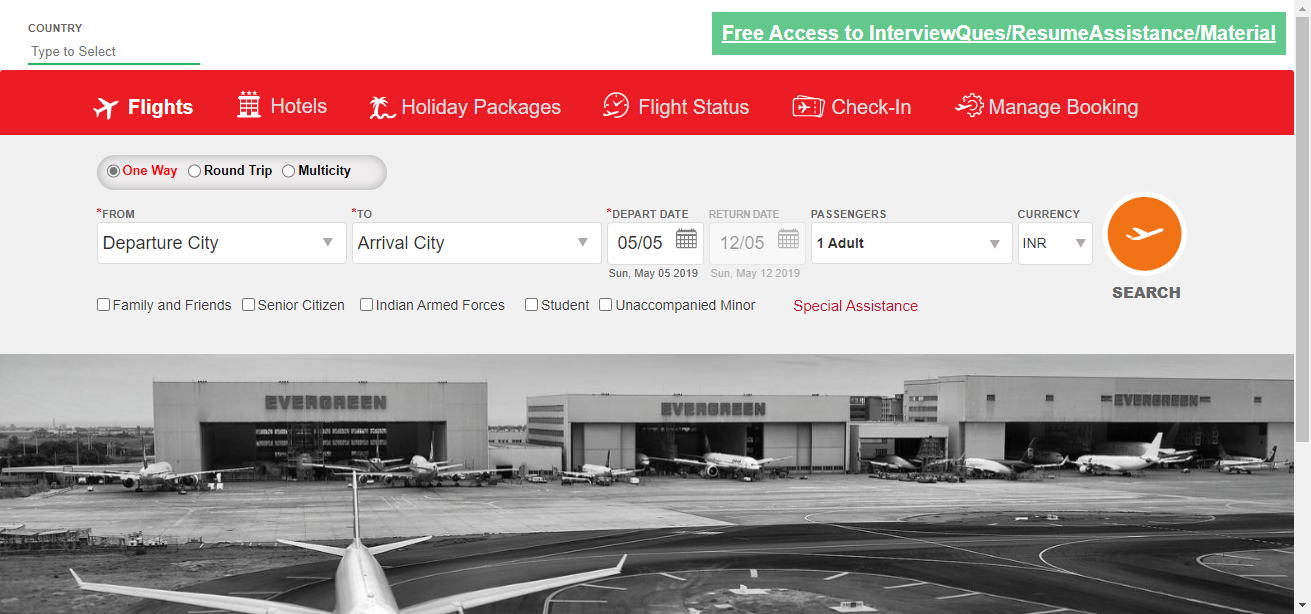 COUNTRY
Type to Select
Free Access to InterviewQues/ResumeAssistance/Material
Flights Hotels Holiday Packages Flight Status Check-In Manage Booking
One Way Round Trip Multicity
*FROM *TO *DEPART DATE RETURN DATE PASSENGERS CURRENCY
Departure City Arrival City 05/05 12/05 1 Adult INR
Sun, May 05 2019 Sun, May 12 2019
SEARCH
Family and Friends Senior Citizen Indian Armed Forces Student Unaccompanied Minor Special Assistance
EVERGREEN EVERGREEN EVERGREEN